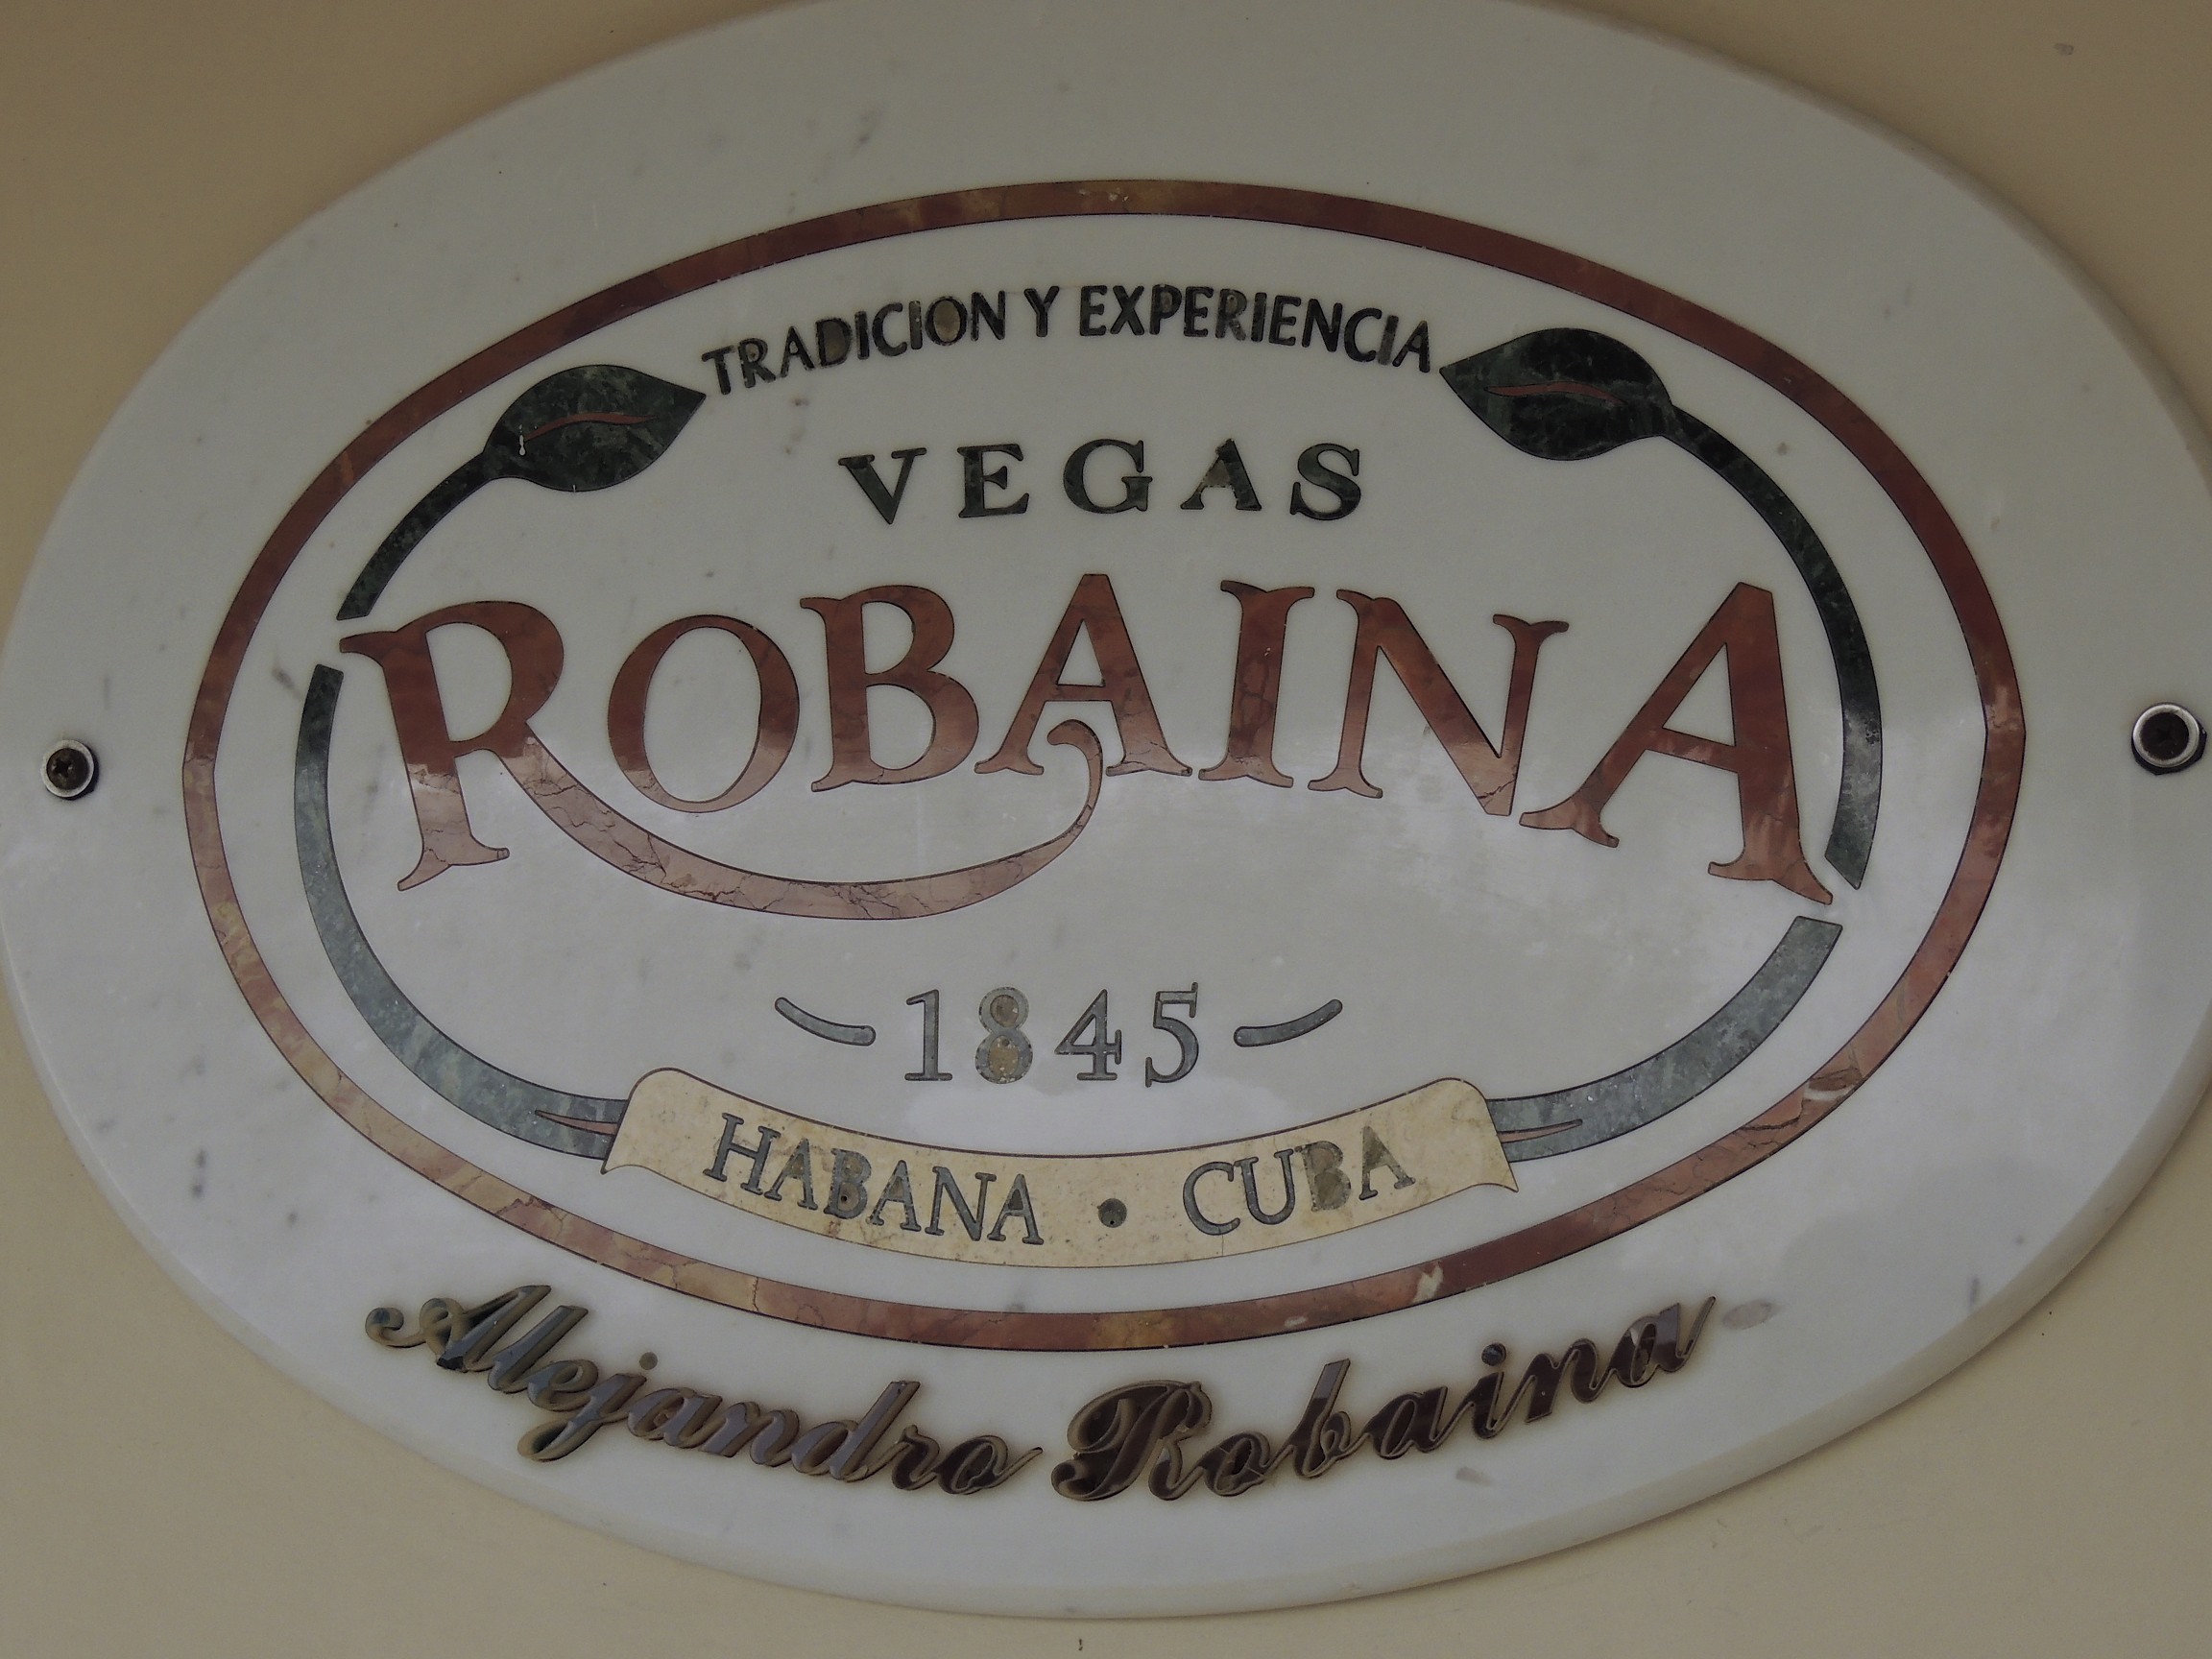 TRADICION Y EXPERIENCIA
VEGAS
ROBAINA
1845
HABANA • CUBA
Alejandro Robaina